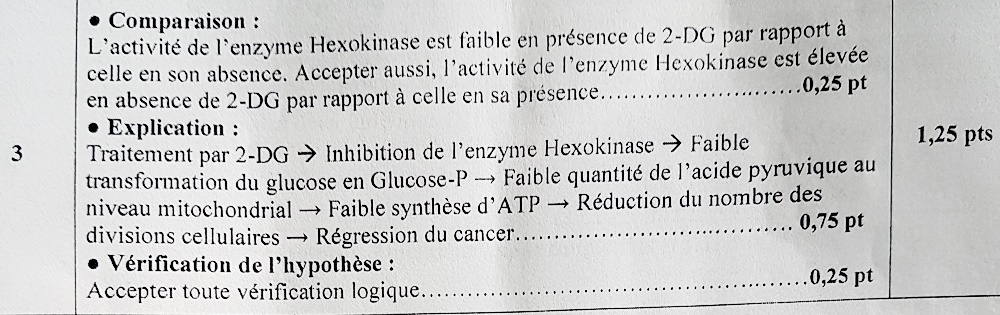 • Comparaison :
L'activité de l'enzyme Hexokinase est faible en présence de 2-DG par rapport à
celle en son absence. Accepter aussi, l'activité de l'enzyme Hexokinase est élevée
en absence de 2-DG par rapport à celle en sa présence..............................0,25 pt
• Explication :
3
1,25 pts
Traitement par 2-DG → Inhibition de l'enzyme Hexokinase → Faible
transformation du glucose en Glucose-P → Faible quantité de l'acide pyruvique au
niveau mitochondrial → Faible synthèse d'ATP → Réduction du nombre des
divisions cellulaires → Régression du cancer........................................ 0,75 pt
• Vérification de l'hypothèse :
Accepter toute vérification logique.......................................................0,25 pt